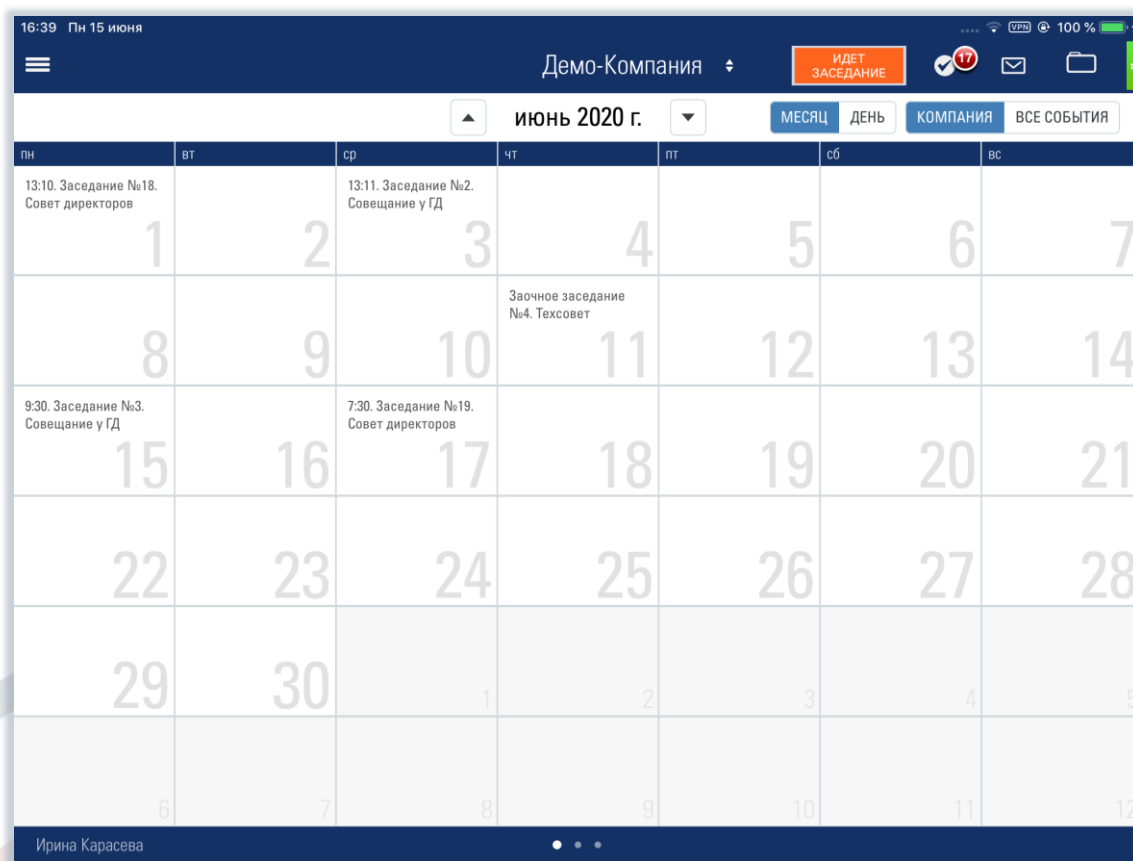 16:39 Пн 15 июня
VPN 100 %
Демо-Компания
ИДЕТ
ЗАСЕДАНИЕ
17
июнь 2020 г.
МЕСЯЦ ДЕНЬ КОМПАНИЯ ВСЕ СОБЫТИЯ
пн вт ср чт пт сб вс
13:10. Заседание №18.
Совет директоров
13:11. Заседание №2.
Совещание у ГД
1 2 3 4 5 6 7
Заочное заседание
№4. Техсовет
8 9 10 11 12 13 14
9:30. Заседание №3.
Совещание у ГД
7:30. Заседание №19.
Совет директоров
15 16 17 18 19 20 21
22 23 24 25 26 27 28
29 30 1 2 3 4 5
6 7 8 9 10 11 12
Ирина Карасева